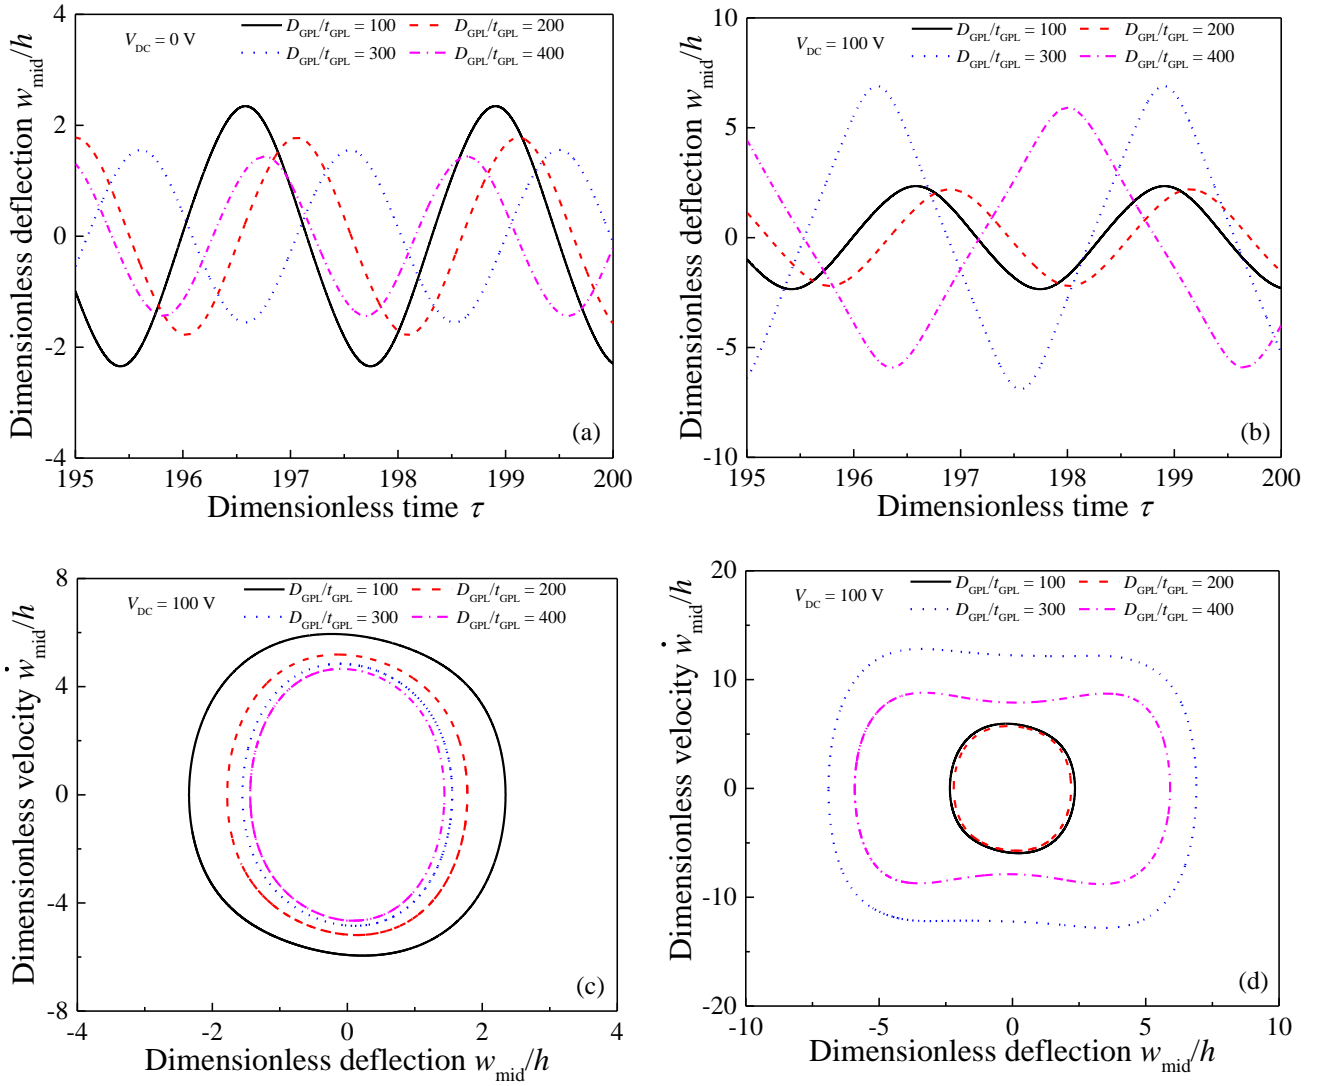 V_DC = 0 V
D_GPL/t_GPL = 100
D_GPL/t_GPL = 200
D_GPL/t_GPL = 300
D_GPL/t_GPL = 400
Dimensionless deflection w_mid/h
4
2
0
-2
-4
(a)
195 196 197 198 199 200
Dimensionless time τ
V_DC = 100 V
D_GPL/t_GPL = 100
D_GPL/t_GPL = 200
D_GPL/t_GPL = 300
D_GPL/t_GPL = 400
Dimensionless deflection w_mid/h
10
5
0
-5
-10
(b)
195 196 197 198 199 200
Dimensionless time τ
V_DC = 100 V
D_GPL/t_GPL = 100
D_GPL/t_GPL = 200
D_GPL/t_GPL = 300
D_GPL/t_GPL = 400
Dimensionless velocity ẇ_mid/h
8
4
0
-4
-8
(c)
-4 -2 0 2 4
Dimensionless deflection w_mid/h
V_DC = 100 V
D_GPL/t_GPL = 100
D_GPL/t_GPL = 200
D_GPL/t_GPL = 300
D_GPL/t_GPL = 400
Dimensionless velocity ẇ_mid/h
20
10
0
-10
-20
(d)
-10 -5 0 5 10
Dimensionless deflection w_mid/h